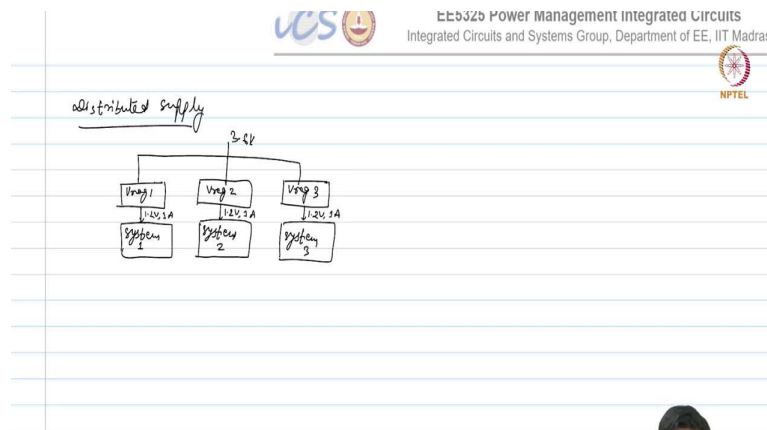 iCS
EE5325 Power Management Integrated Circuits
Integrated Circuits and Systems Group, Department of EE, IIT Madras
NPTEL
Distributed supply
Vreg 1 Vreg 2 Vreg 3
1.2V, 1A 1.2V, 1A 1.2V, 1A
System 1 System 2 System 3